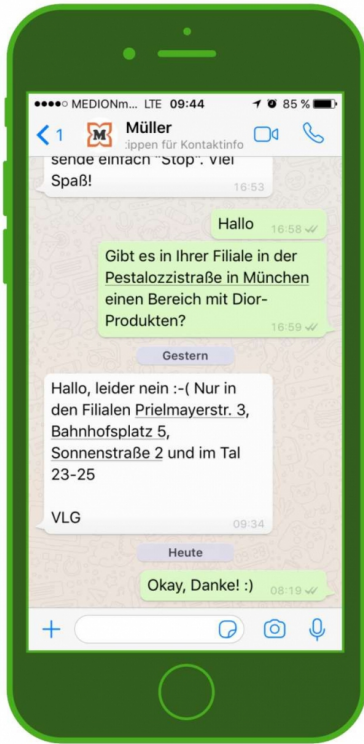 MEDIONm... LTE 09:44 85 %
1 M Müller
tippen für Kontaktinfo
sende einfach "Stop". Viel
Spaß! 16:53
Hallo 16:58
Gibt es in Ihrer Filiale in der
Pestalozzistraße in München
einen Bereich mit Dior-
Produkten? 16:59
Gestern
Hallo, leider nein :-( Nur in
den Filialen Prielmayerstr. 3,
Bahnhofsplatz 5,
Sonnenstraße 2 und im Tal
23-25
VLG 09:34
Heute
Okay, Danke! :) 08:19